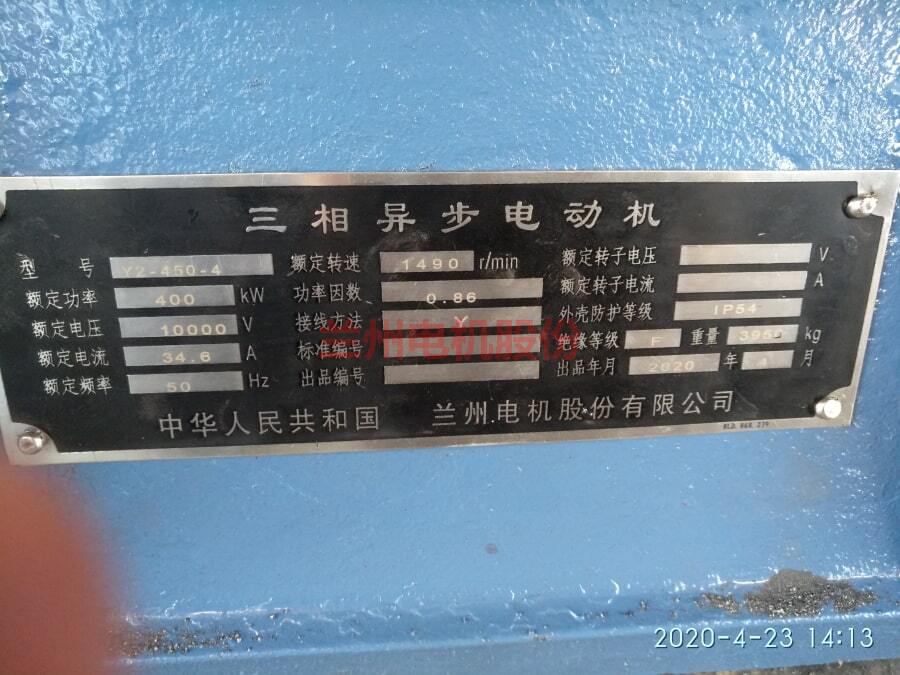 三相异步电动机
型号 Y2-450-4 额定转速 1490 r/min 额定转子电压 V
额定功率 400 kW 功率因数 0.86 额定转子电流 A
额定电压 10000 V 接线方法 Y 外壳防护等级 IP54
额定电流 34.6 A 标准编号 绝缘等级 F 重量 3950 kg
额定频率 50 Hz 出品编号 出品年月 2020 年 4 月
中华人民共和国 兰州电机股份有限公司
兰州电机股份
2020-4-23 14:13